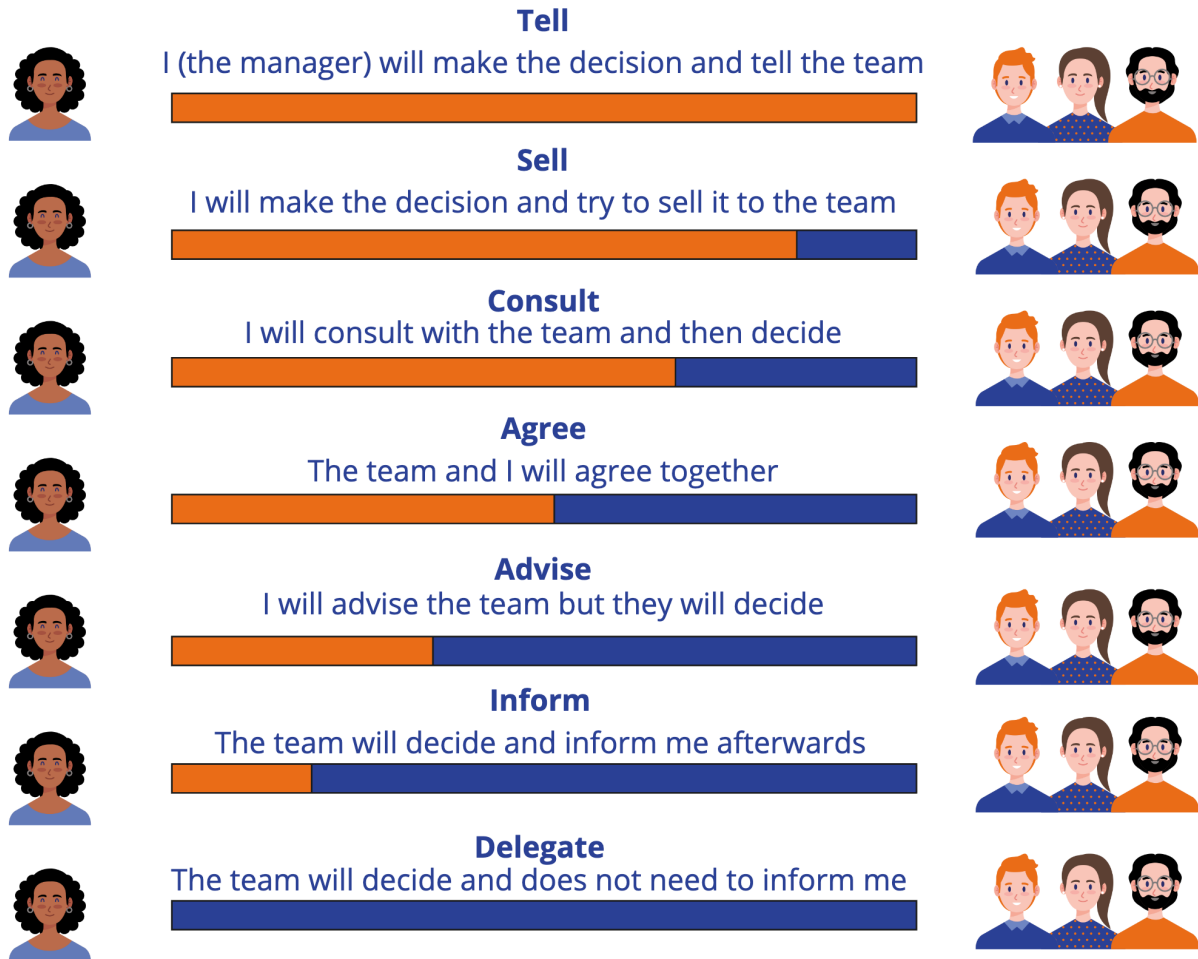 Tell
I (the manager) will make the decision and tell the team
Sell
I will make the decision and try to sell it to the team
Consult
I will consult with the team and then decide
Agree
The team and I will agree together
Advise
I will advise the team but they will decide
Inform
The team will decide and inform me afterwards
Delegate
The team will decide and does not need to inform me